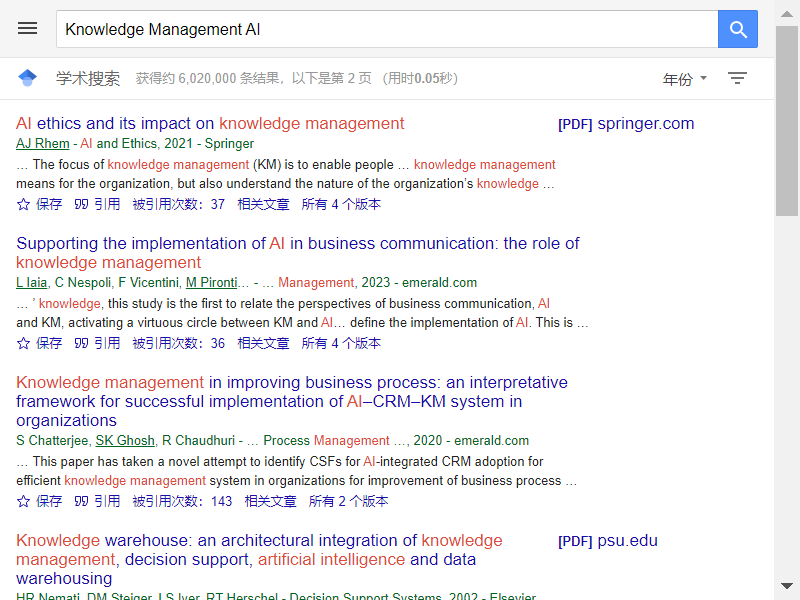 Knowledge Management AI
学术搜索 获得约 6,020,000 条结果，以下是第 2 页 （用时0.05秒） 年份
AI ethics and its impact on knowledge management [PDF] springer.com
AJ Rhem - AI and Ethics, 2021 - Springer
… The focus of knowledge management (KM) is to enable people … knowledge management
means for the organization, but also understand the nature of the organization's knowledge …
保存 引用 被引用次数：37 相关文章 所有 4 个版本
Supporting the implementation of AI in business communication: the role of
knowledge management
L Iaia, C Nespoli, F Vicentini, M Pironti… - … Management, 2023 - emerald.com
… ' knowledge, this study is the first to relate the perspectives of business communication, AI
and KM, activating a virtuous circle between KM and AI… define the implementation of AI. This is …
保存 引用 被引用次数：36 相关文章 所有 4 个版本
Knowledge management in improving business process: an interpretative
framework for successful implementation of AI–CRM–KM system in
organizations
S Chatterjee, SK Ghosh, R Chaudhuri - … Process Management …, 2020 - emerald.com
… This paper has taken a novel attempt to identify CSFs for AI-integrated CRM adoption for
efficient knowledge management system in organizations for improvement of business process …
保存 引用 被引用次数：143 相关文章 所有 2 个版本
Knowledge warehouse: an architectural integration of knowledge [PDF] psu.edu
management, decision support, artificial intelligence and data
warehousing
HR Nemati, DM Steiger, LS Iyer, RT Herschel - Decision Support Systems, 2002 - Elsevier